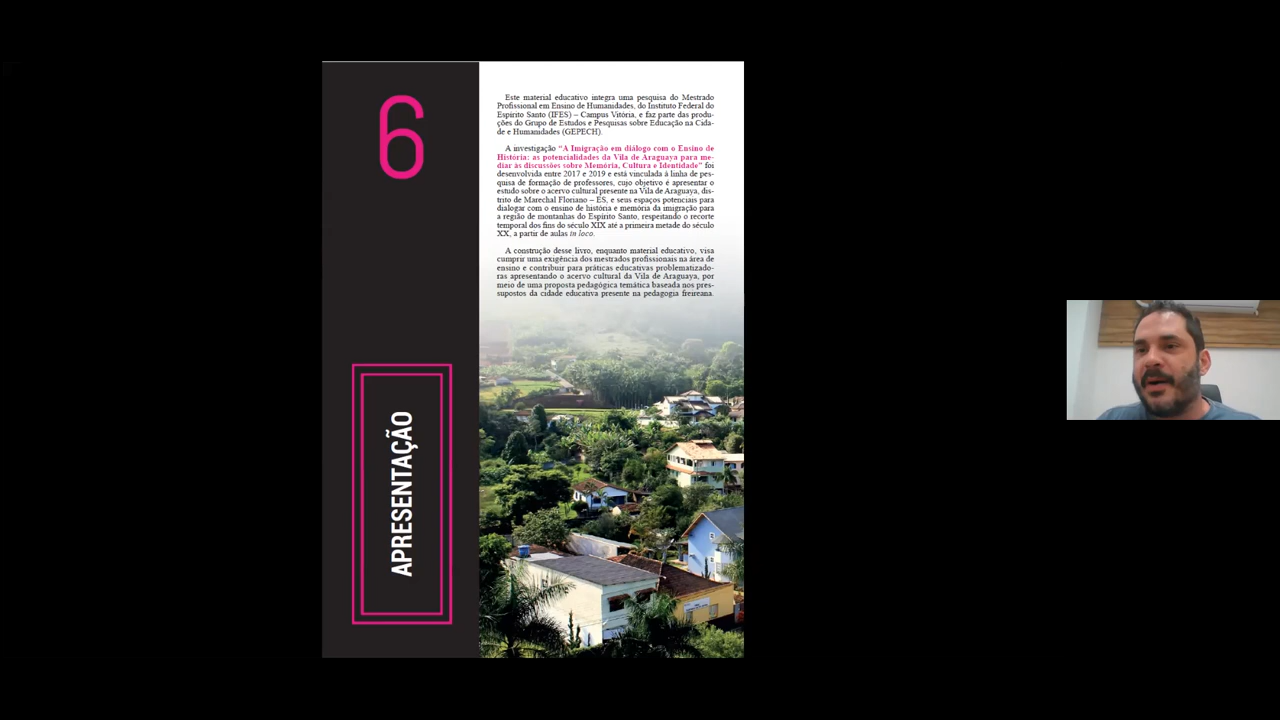 6
APRESENTAÇÃO
Este material educativo integra uma pesquisa do Mestrado
Profissional em Ensino de Humanidades, do Instituto Federal do
Espírito Santo (IFES) – Campus Vitória, e faz parte das produ-
ções do Grupo de Estudos e Pesquisas sobre Educação na Cida-
de e Humanidades (GEPECH).
A investigação “A Imigração em diálogo com o Ensino de
História: as potencialidades da Vila de Araguaya para me-
diar às discussões sobre Memória, Cultura e Identidade” foi
desenvolvida entre 2017 e 2019 e está vinculada à linha de pes-
quisa de formação de professores, cujo objetivo é apresentar o
estudo sobre o acervo cultural presente na Vila de Araguaya, dis-
trito de Marechal Floriano – ES, e seus espaços potenciais para
dialogar com o ensino de história e memória da imigração para
a região de montanhas do Espírito Santo, respeitando o recorte
temporal dos fins do século XIX até a primeira metade do século
XX, a partir de aulas in loco.
A construção desse livro, enquanto material educativo, visa
cumprir uma exigência dos mestrados profissionais na área de
ensino e contribuir para práticas educativas problematizado-
ras apresentando o acervo cultural da Vila de Araguaya, por
meio de uma proposta pedagógica temática baseada nos pres-
supostos da cidade educativa presente na pedagogia freireana.